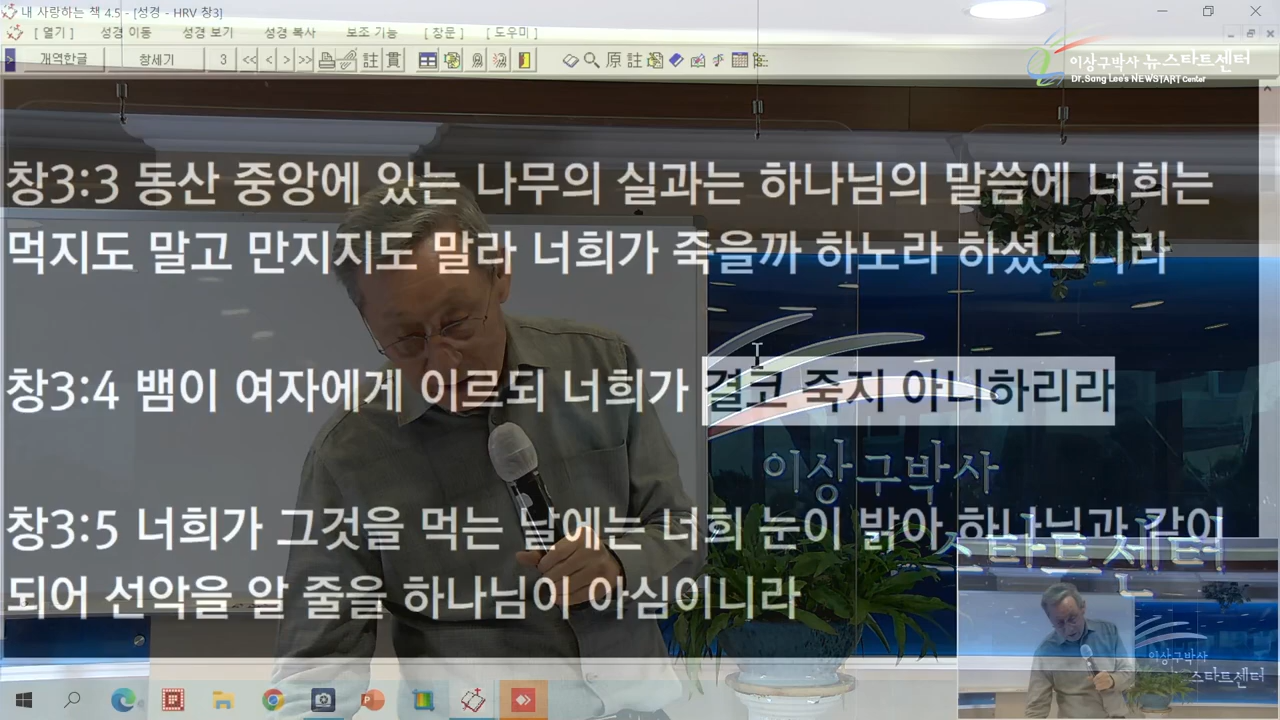 내 사랑하는 책 4.5 - [성경 - HRV 창3]
[ 열기 ] 성경 이동 성경 보기 성경 복사 보조 기능 [ 창문 ] [ 도우미 ]
개역한글 창세기 3 << < > >> 註 貫 原 註
이상구박사 뉴스타트센터
Dr.Sang Lee's NEWSTART Center
창3:3 동산 중앙에 있는 나무의 실과는 하나님의 말씀에 너희는
먹지도 말고 만지지도 말라 너희가 죽을까 하노라 하셨느니라
창3:4 뱀이 여자에게 이르되 너희가 결코 죽지 아니하리라
이상구박사
창3:5 너희가 그것을 먹는 날에는 너희 눈이 밝아 하나님과 같이
스타트센터
되어 선악을 알 줄을 하나님이 아심이니라
이상구박사
스타트센터